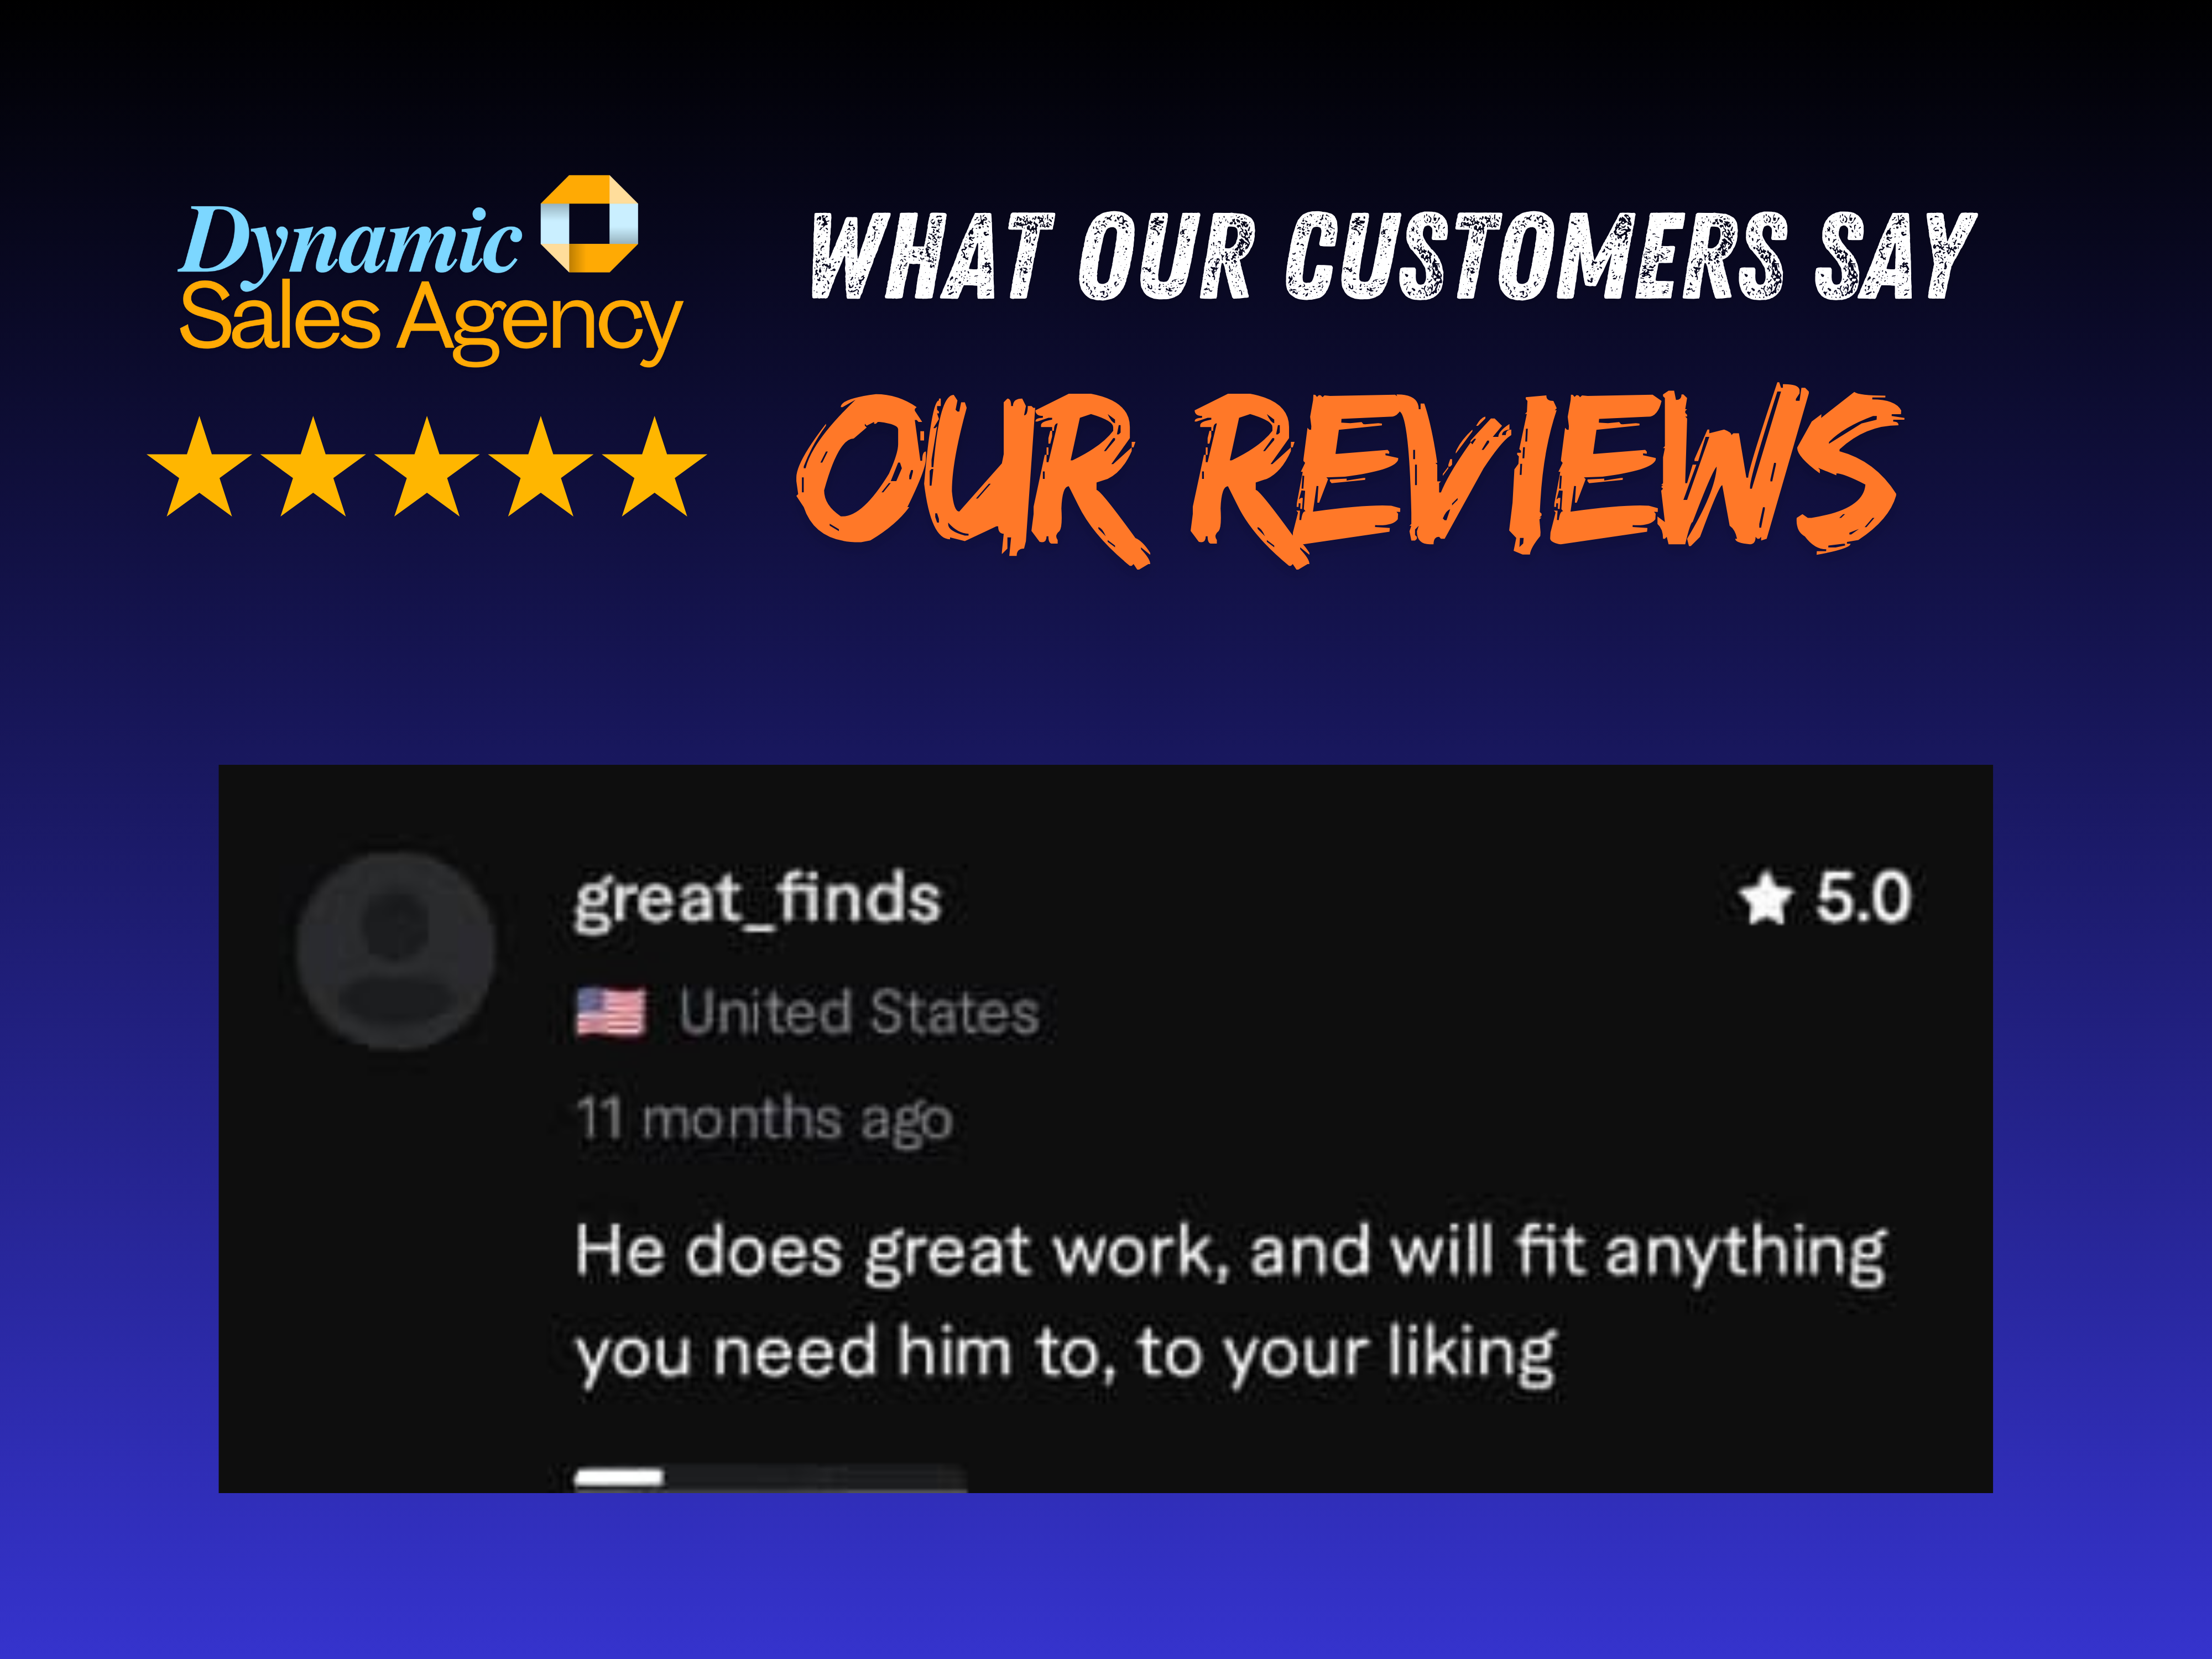 Dynamic
Sales Agency
WHAT OUR CUSTOMERS SAY
OUR REVIEWS
great_finds
5.0
United States
11 months ago
He does great work, and will fit anything
you need him to, to your liking